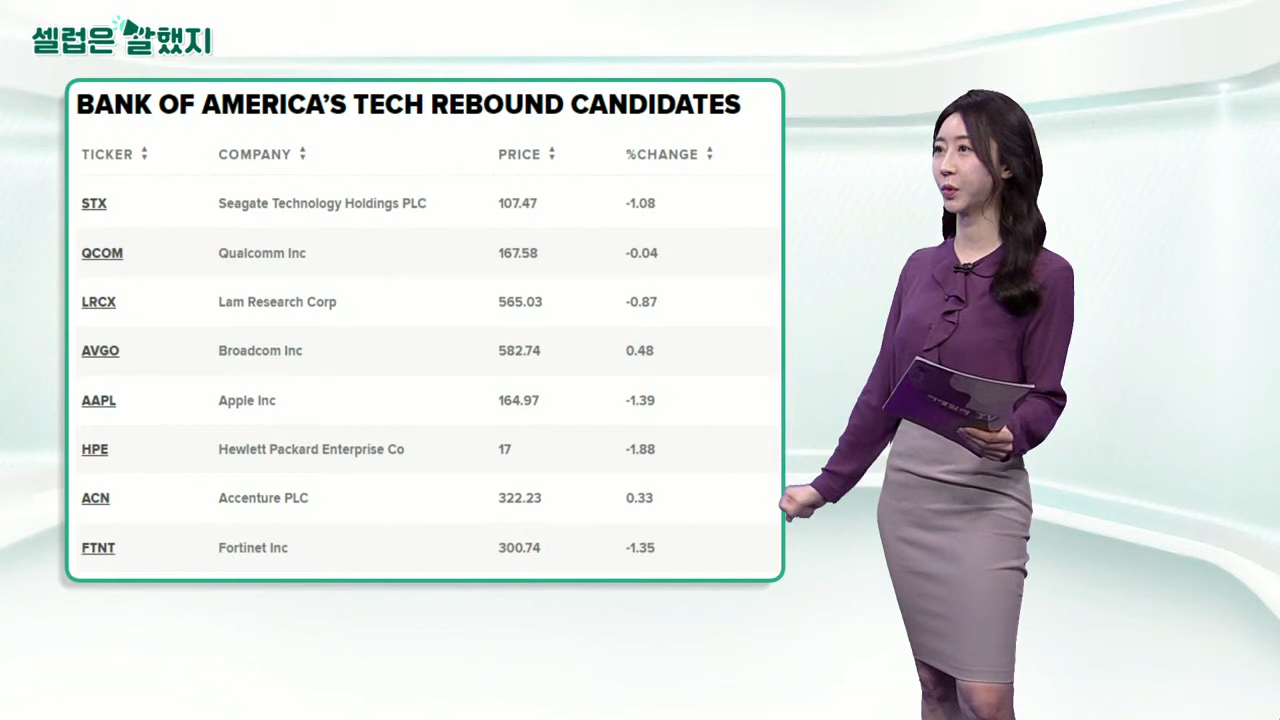 셀럽은 말했지
BANK OF AMERICA'S TECH REBOUND CANDIDATES
TICKER COMPANY PRICE %CHANGE
STX Seagate Technology Holdings PLC 107.47 -1.08
QCOM Qualcomm Inc 167.58 -0.04
LRCX Lam Research Corp 565.03 -0.87
AVGO Broadcom Inc 582.74 0.48
AAPL Apple Inc 164.97 -1.39
HPE Hewlett Packard Enterprise Co 17 -1.88
ACN Accenture PLC 322.23 0.33
FTNT Fortinet Inc 300.74 -1.35